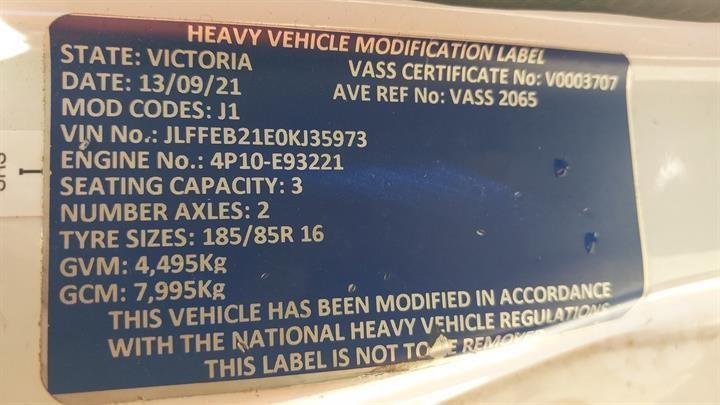 HEAVY VEHICLE MODIFICATION LABEL
STATE: VICTORIA
VASS CERTIFICATE No: V0003707
DATE: 13/09/21
AVE REF No: VASS 2065
MOD CODES: J1
VIN No.: JLFFEB21E0KJ35973
ENGINE No.: 4P10-E93221
SEATING CAPACITY: 3
NUMBER AXLES: 2
TYRE SIZES: 185/85R 16
GVM: 4,495Kg
GCM: 7,995Kg
THIS VEHICLE HAS BEEN MODIFIED IN ACCORDANCE
WITH THE NATIONAL HEAVY VEHICLE REGULATIONS
THIS LABEL IS NOT TO BE REMOVED